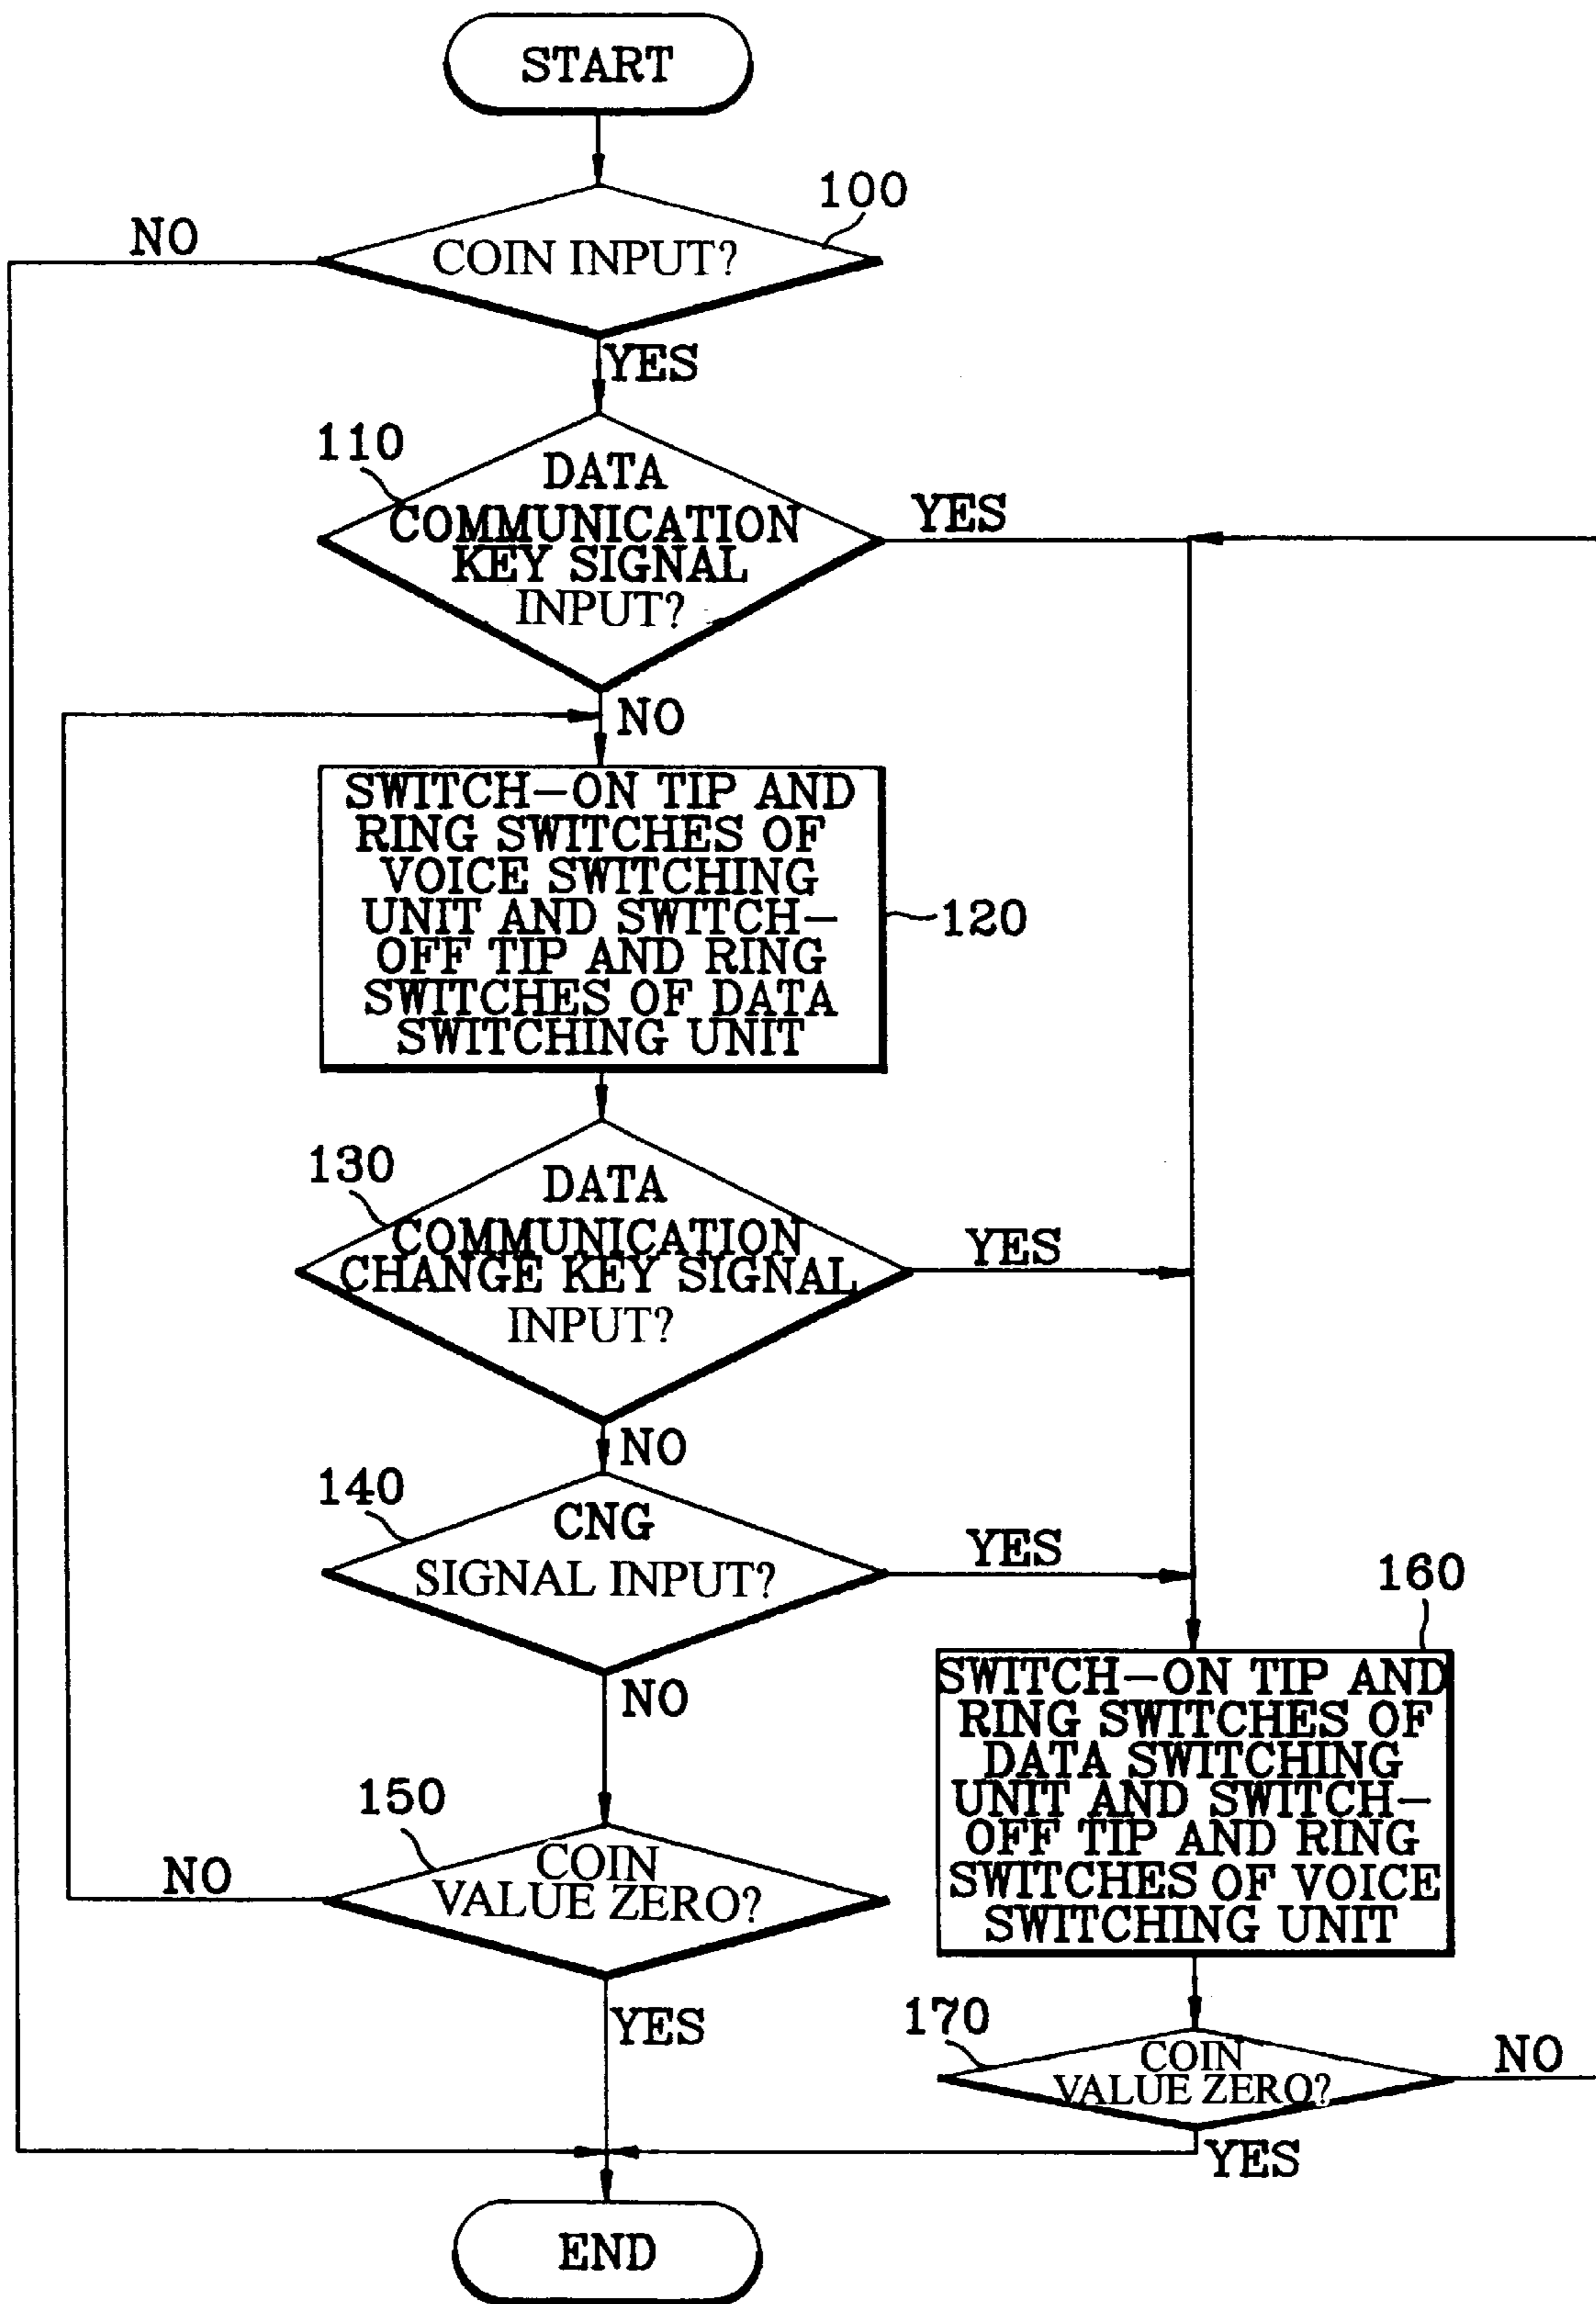 START
100
NO
COIN INPUT?
YES
110
DATA
COMMUNICATION
KEY SIGNAL
INPUT?
YES
NO
SWITCH-ON TIP AND
RING SWITCHES OF
VOICE SWITCHING
UNIT AND SWITCH-
OFF TIP AND RING
SWITCHES OF DATA
SWITCHING UNIT
120
130
DATA
COMMUNICATION
CHANGE KEY SIGNAL
INPUT?
YES
NO
140
CNG
SIGNAL INPUT?
YES
NO
160
SWITCH-ON TIP AND
RING SWITCHES OF
DATA SWITCHING
UNIT AND SWITCH-
OFF TIP AND RING
SWITCHES OF VOICE
SWITCHING UNIT
150
COIN
VALUE ZERO?
NO
YES
170
COIN
VALUE ZERO?
NO
YES
END